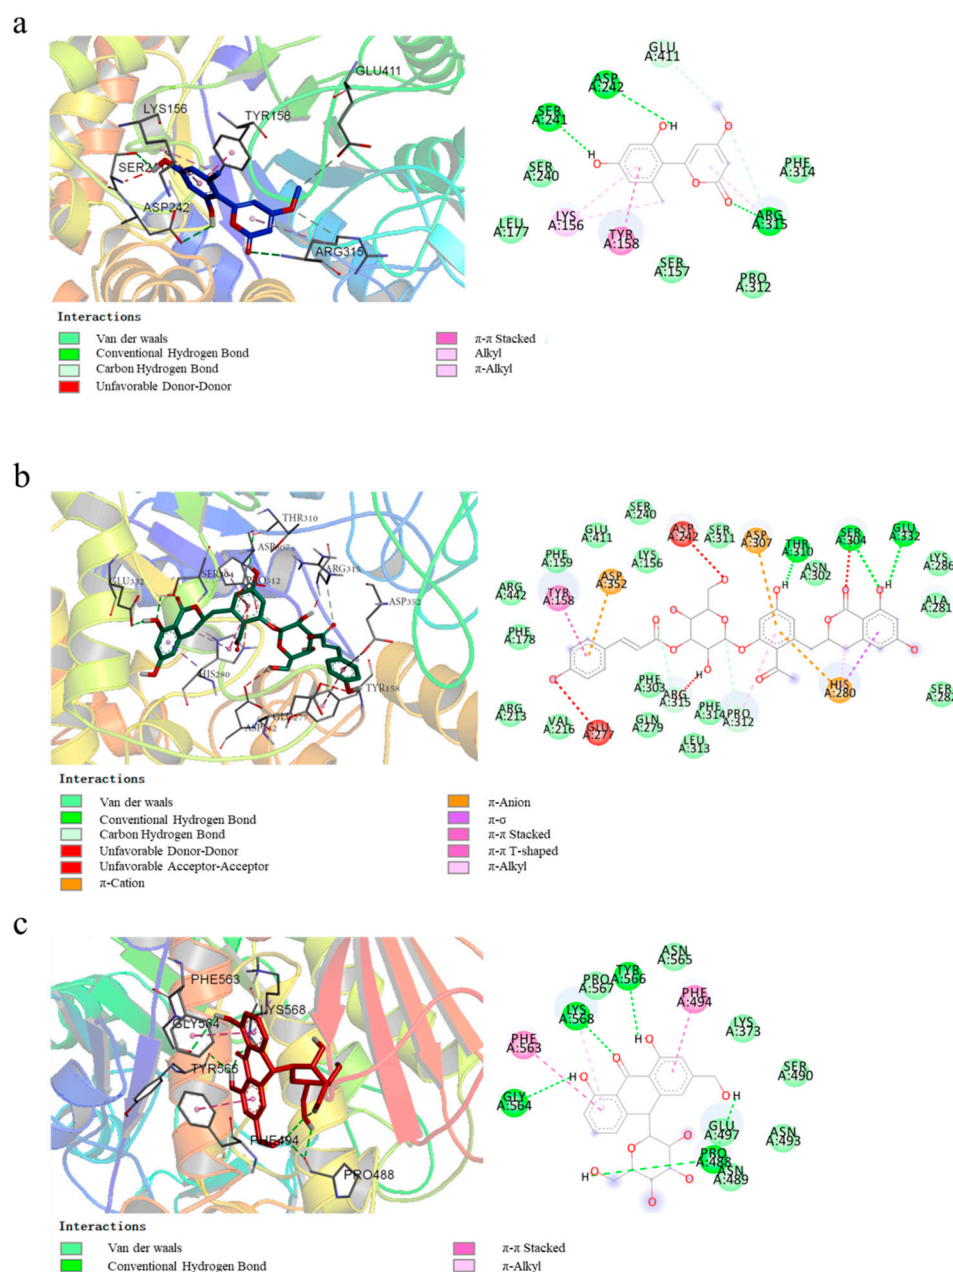 a
GLU411
LYS156
TYR158
ASP242
ARG315
GLU
A:411
ASP
A:242
SER
A:241
H
O
O
H
O
O
O
SER
A:240
PHE
A:314
LEU
A:177
LYS
A:156
TYR
A:158
ARG
A:315
SER
A:157
PRO
A:312
Interactions
Van der waals
Conventional Hydrogen Bond
Carbon Hydrogen Bond
Unfavorable Donor-Donor
π-π Stacked
Alkyl
π-Alkyl
b
THR310
ARG315
GLU332
SER304
ASP352
HIS280
TYR158
SER
A:240
GLU
A:411
ASP
A:242
SER
A:311
ASP
A:307
THR
A:310
SER
A:304
GLU
A:332
PHE
A:159
LYS
A:156
ASN
A:302
LYS
A:286
ASP
A:352
ARG
A:442
TYR
A:158
ALA
A:281
PHE
A:178
PHE
A:303
ARG
A:315
HIS
A:280
SER
A:282
ARG
A:213
VAL
A:216
GLU
A:277
GLN
A:279
PHE
A:314
PRO
A:312
LEU
A:313
Interactions
Van der waals
Conventional Hydrogen Bond
Carbon Hydrogen Bond
Unfavorable Donor-Donor
Unfavorable Acceptor-Acceptor
π-Cation
π-Anion
π-σ
π-π Stacked
π-π T-shaped
π-Alkyl
c
PHE563
LYS568
TYR566
PHE494
PRO488
ASN
A:565
TYR
A:566
PRO
A:567
PHE
A:494
LYS
A:568
LYS
A:373
PHE
A:563
SER
A:490
GLY
A:564
GLU
A:497
ASN
A:493
PRO
A:488
ASN
A:489
Interactions
Van der waals
Conventional Hydrogen Bond
π-π Stacked
π-Alkyl